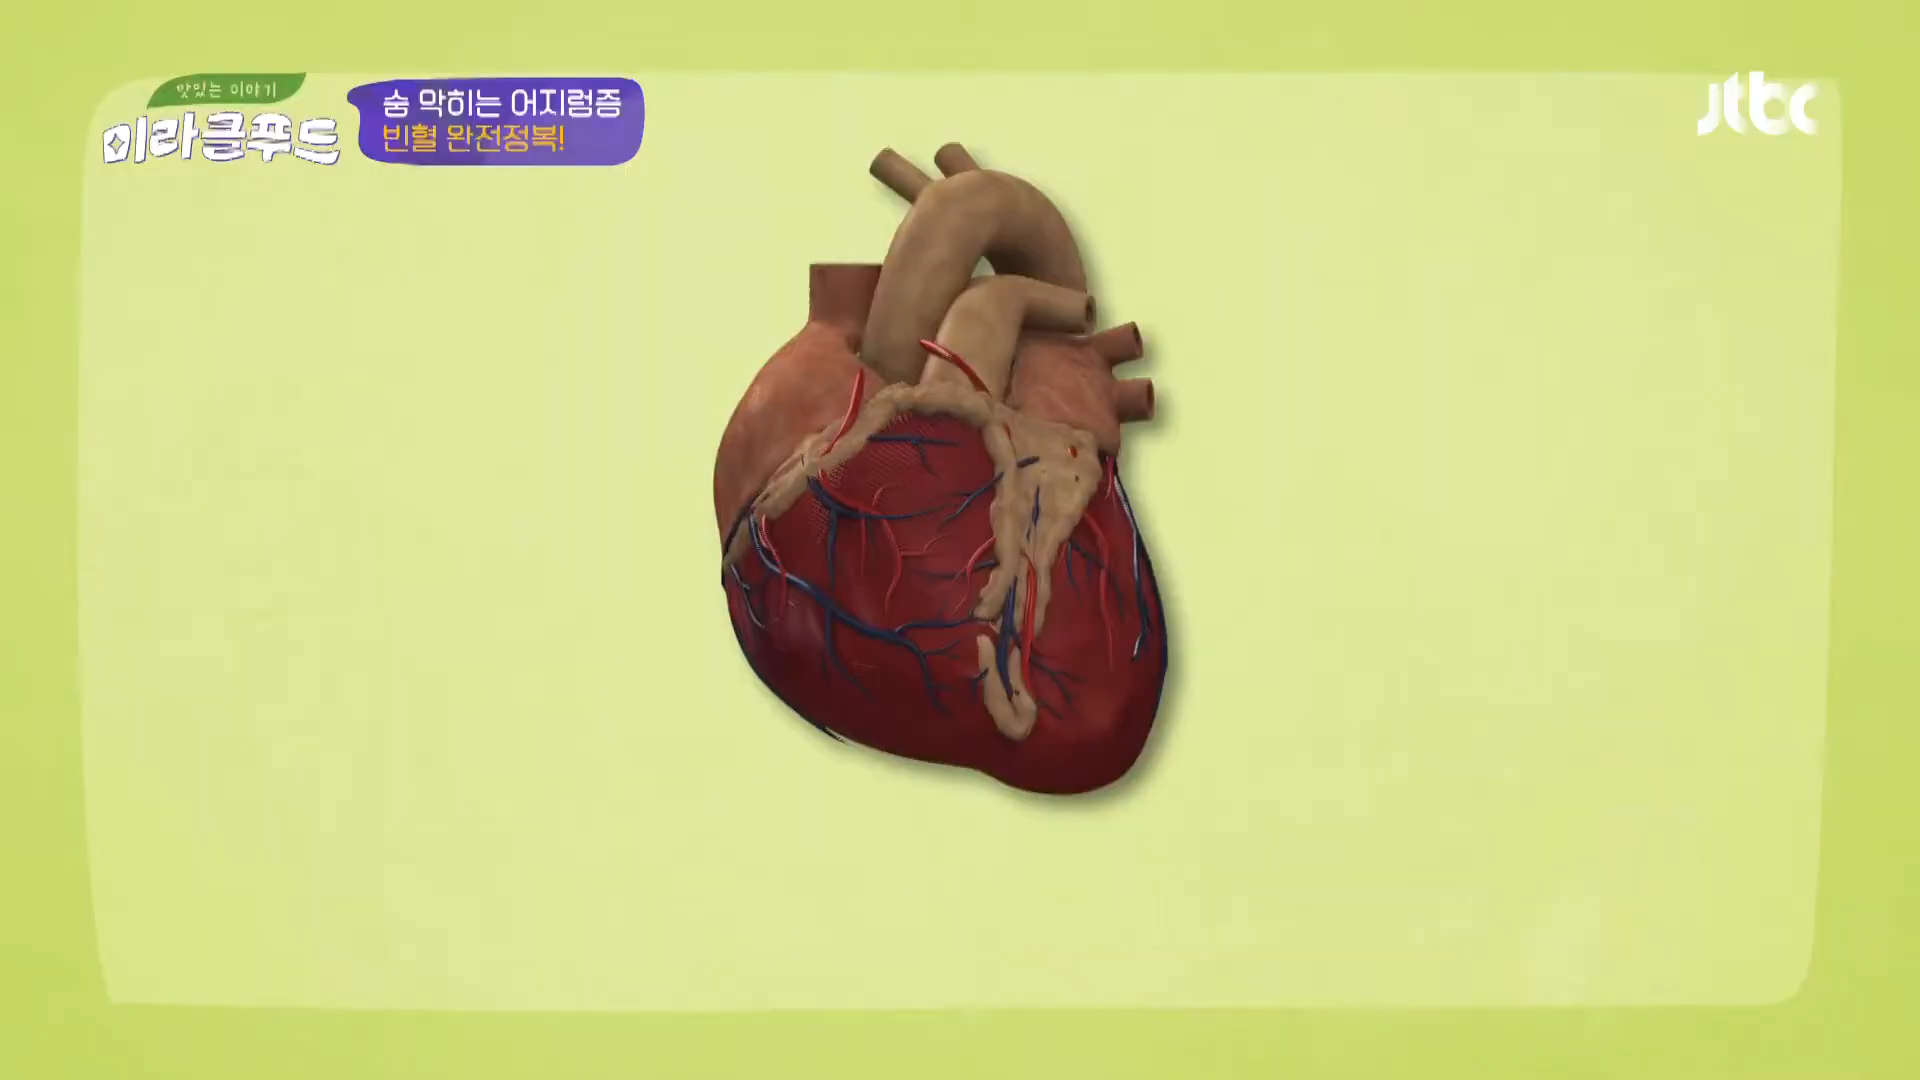 맛있는 이야기
미라클푸드
숨 막히는 어지럼증
빈혈 완전정복!
jtbc